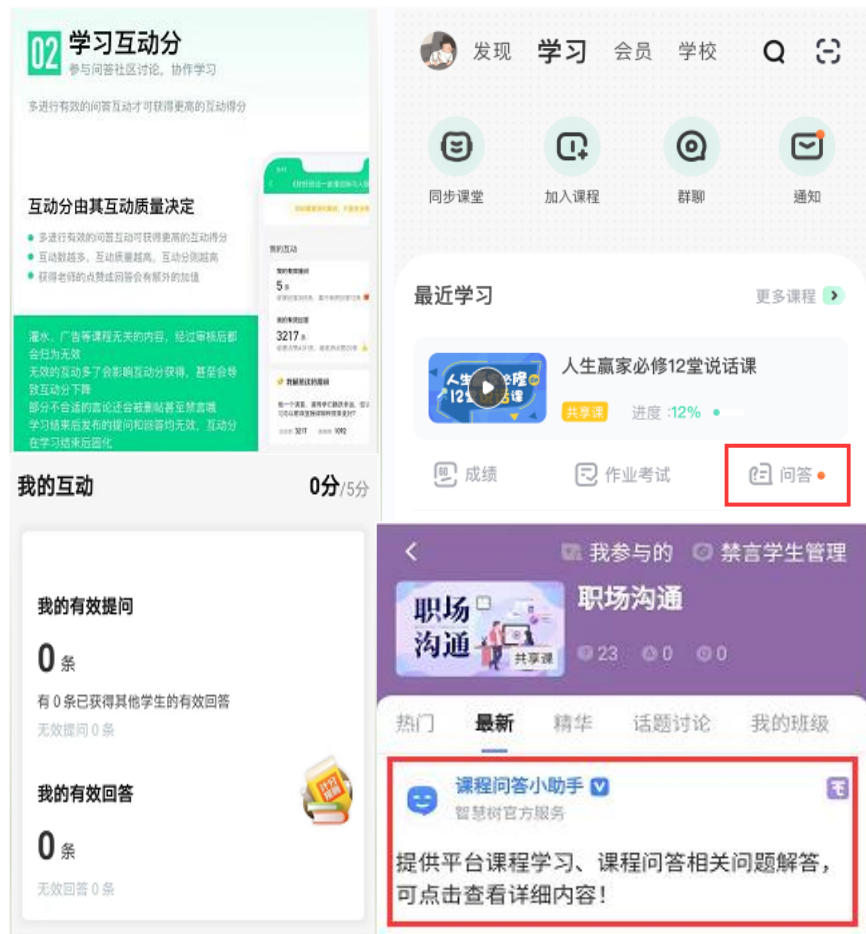 02 学习互动分
参与问答社区讨论，协作学习
多进行有效的问答互动才可获得更高的互动得分
互动分由其互动质量决定
多进行有效的问答互动可获得更高的互动得分
互动数越多、互动质量越高，互动分则越高
获得老师的点赞或回答会有额外的加值
我的互动
我的有效提问
5 条
我的有效回答
3217 条
3217 1092
灌水、广告等课程无关的内容，经过审核后都
会归为无效
无效的互动多了会影响互动分获得，甚至会导
致互动分下降
部分不合适的言论还会被删帖甚至禁言哦
学习结束后发布的提问和回答均无效，互动分
在学习结束后固化
我的互动 0分/5分
我的有效提问
0 条
有 0 条已获得其他学生的有效回答
无效提问 0 条
我的有效回答
0 条
无效回答 0 条
发现 学习 会员 学校
同步课堂 加入课程 群聊 通知
最近学习 更多课程
人生赢家必修12堂说话课
共享课 进度 :12%
成绩 作业考试 问答
我参与的 禁言学生管理
职场
沟通
共享课
职场沟通
23 0 0
热门 最新 精华 话题讨论 我的班级
课程问答小助手
智慧树官方服务
提供平台课程学习、课程问答相关问题解答，
可点击查看详细内容！